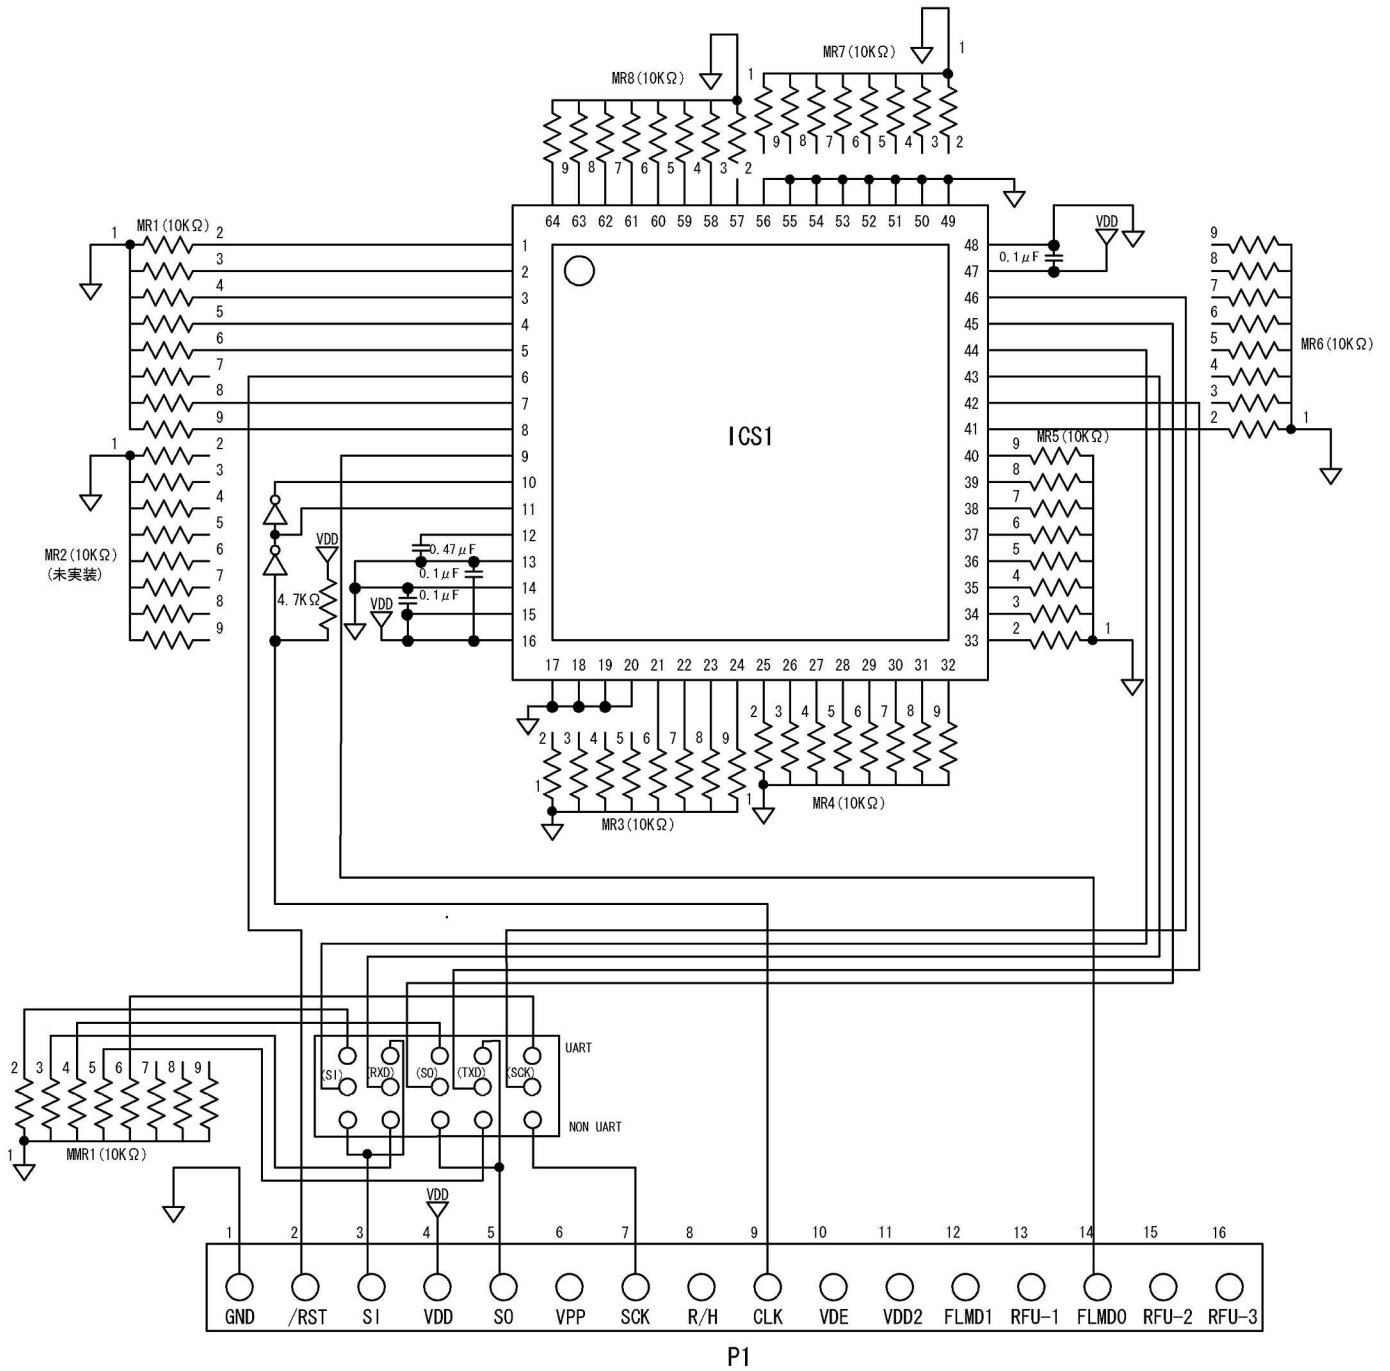 MR7(10KΩ) 1
MR8(10KΩ) 1
9 8 7 6 5 4 3 2
9 8 7 6 5 4 3 2
64 63 62 61 60 59 58 57 56 55 54 53 52 51 50 49
1 MR1(10KΩ) 2
3
4
5
6
7
8
9
1 2
3
4
5
6
7
8
9
MR2(10KΩ)
(未実装)
1
2
3
4
5
6
7
8
9
10
11
12
13
14
15
16
ICS1
48
47
46
45
44
43
42
41
40
39
38
37
36
35
34
33
0.1μF
VDD
9
8
7
6
5
4
3
2
1
MR6(10KΩ)
9 MR5(10KΩ)
8
7
6
5
4
3
2
1
VDD
4.7KΩ
0.47μF
0.1μF
0.1μF
VDD
17 18 19 20 21 22 23 24 25 26 27 28 29 30 31 32
2 3 4 5 6 7 8 9
1
MR3(10KΩ)
2 3 4 5 6 7 8 9
1
MR4(10KΩ)
2 3 4 5 6 7 8 9
1
MMR1(10KΩ)
UART
(SI) (RXD) (SO) (TXD) (SCK)
NON UART
VDD
1 2 3 4 5 6 7 8 9 10 11 12 13 14 15 16
GND /RST SI VDD SO VPP SCK R/H CLK VDE VDD2 FLMD1 RFU-1 FLMD0 RFU-2 RFU-3
P1